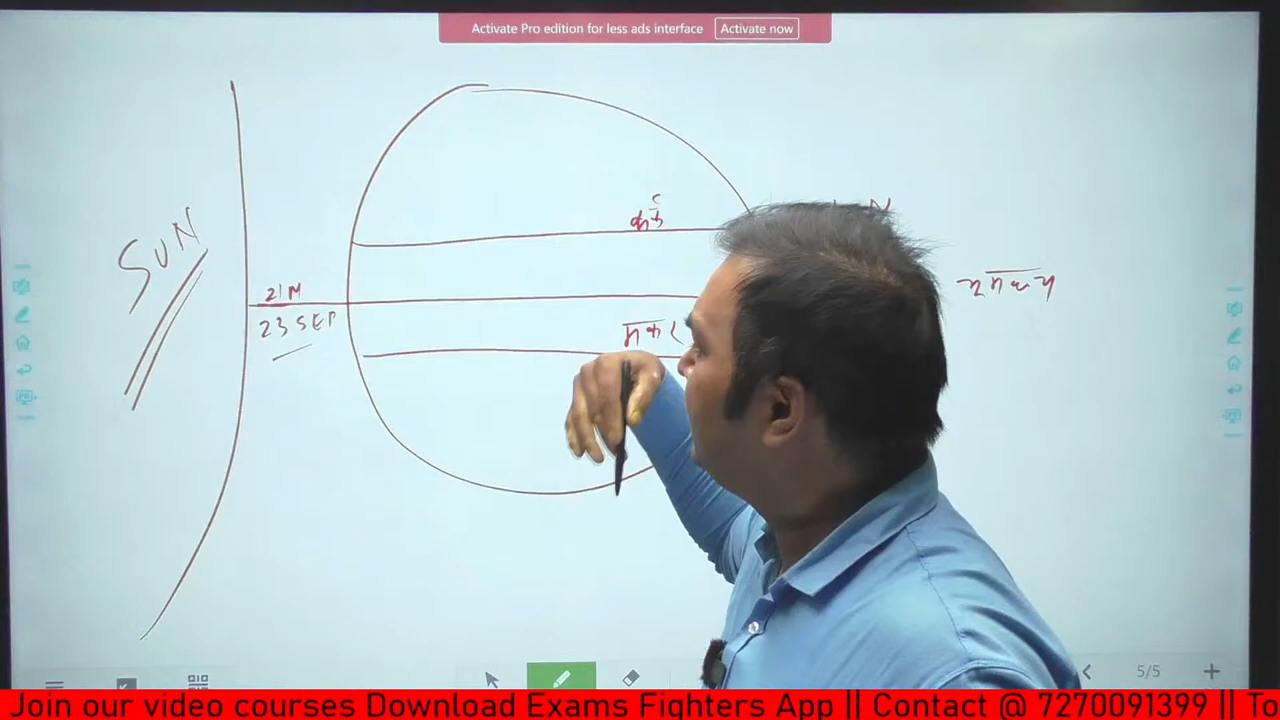 Activate Pro edition for less ads interface Activate now
SUN
21 M
23 SEP
कर्क
मकर
5/5
Join our video courses Download Exams Fighters App || Contact @ 7270091399 || To